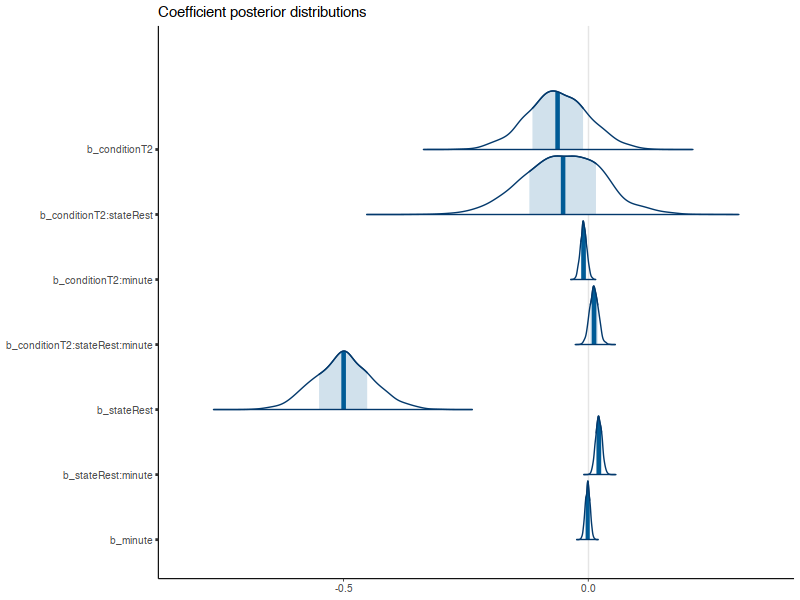 Coefficient posterior distributions
b_conditionT2
b_conditionT2:stateRest
b_conditionT2:minute
b_conditionT2:stateRest:minute
b_stateRest
b_stateRest:minute
b_minute
-0.5 0.0